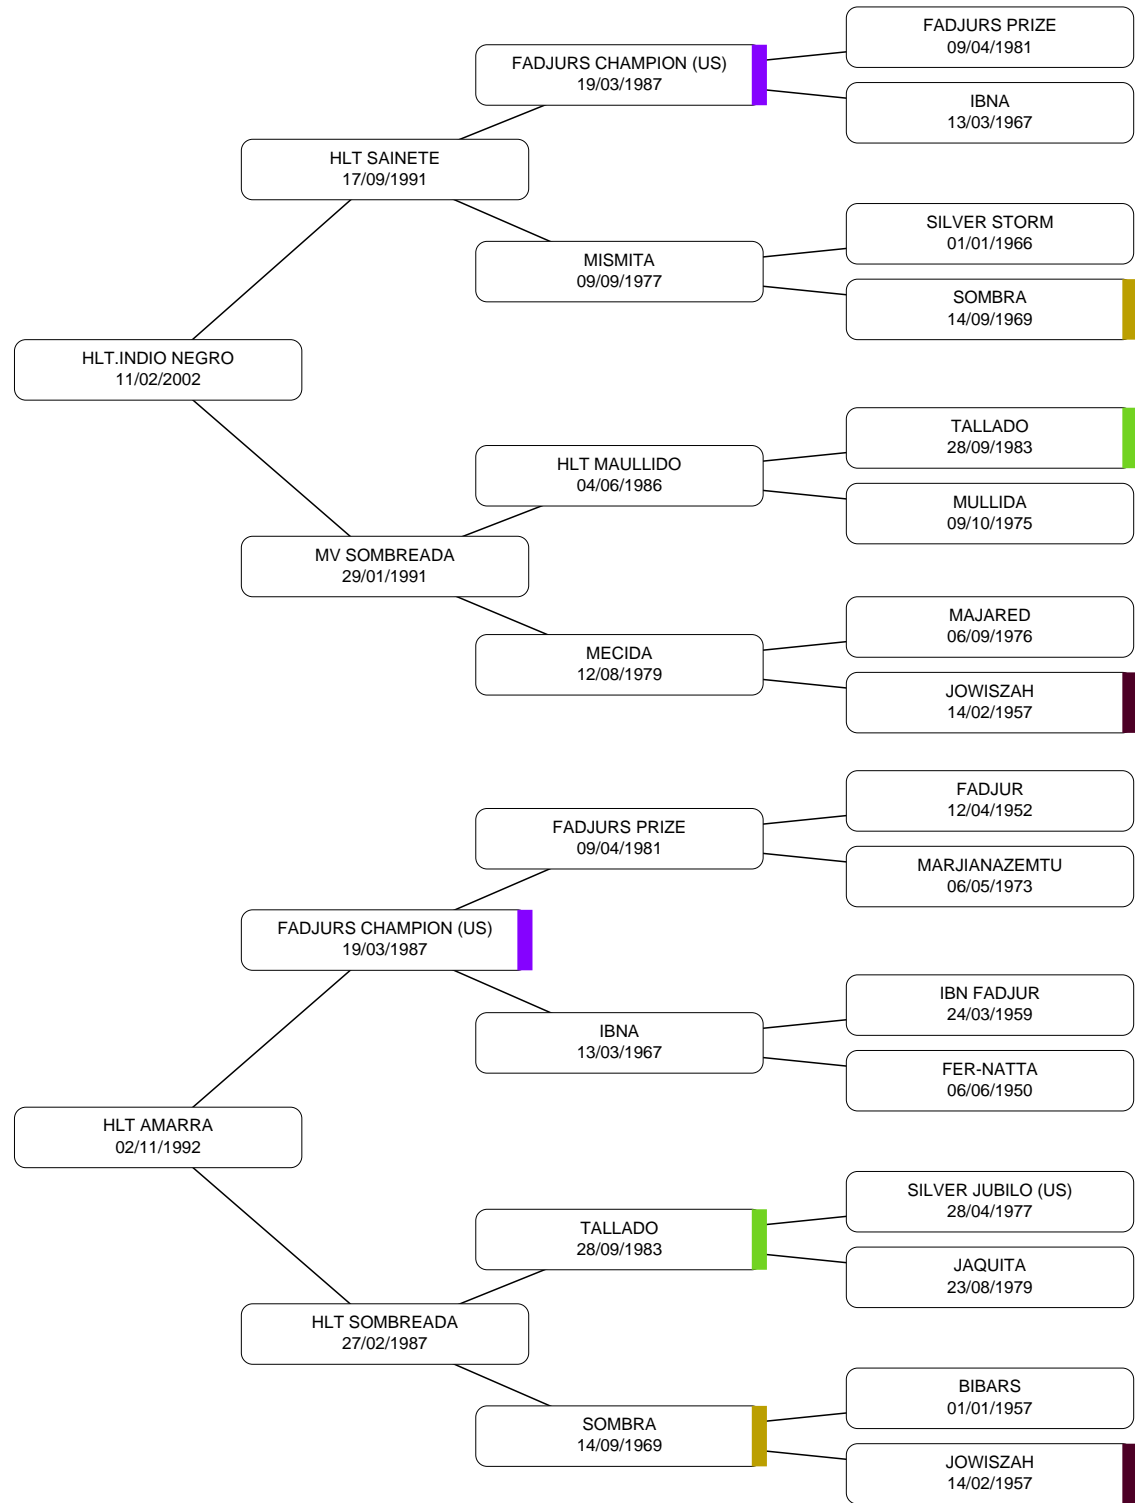 FADJURS PRIZE
09/04/1981
FADJURS CHAMPION (US)
19/03/1987
IBNA
13/03/1967
HLT SAINETE
17/09/1991
SILVER STORM
01/01/1966
MISMITA
09/09/1977
SOMBRA
14/09/1969
HLT.INDIO NEGRO
11/02/2002
TALLADO
28/09/1983
HLT MAULLIDO
04/06/1986
MULLIDA
09/10/1975
MV SOMBREADA
29/01/1991
MAJARED
06/09/1976
MECIDA
12/08/1979
JOWISZAH
14/02/1957
FADJUR
12/04/1952
FADJURS PRIZE
09/04/1981
MARJIANAZEMTU
06/05/1973
FADJURS CHAMPION (US)
19/03/1987
IBN FADJUR
24/03/1959
IBNA
13/03/1967
FER-NATTA
06/06/1950
HLT AMARRA
02/11/1992
SILVER JUBILO (US)
28/04/1977
TALLADO
28/09/1983
JAQUITA
23/08/1979
HLT SOMBREADA
27/02/1987
BIBARS
01/01/1957
SOMBRA
14/09/1969
JOWISZAH
14/02/1957